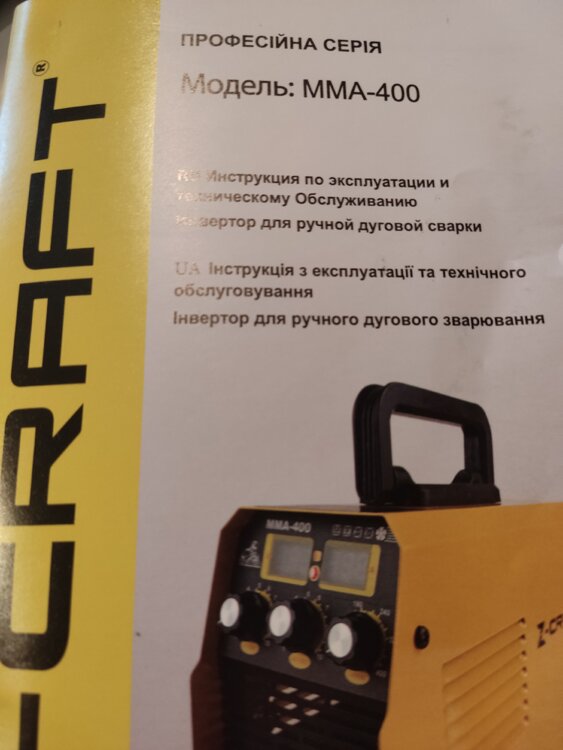 ПРОФЕСІЙНА СЕРІЯ
Модель: ММА-400
RU Инструкция по эксплуатации и
техническому Обслуживанию
Инвертор для ручной дуговой сварки
UA Інструкція з експлуатації та технічного
обслуговування
Інвертор для ручного дугового зварювання
CRAFT®
MMA-400